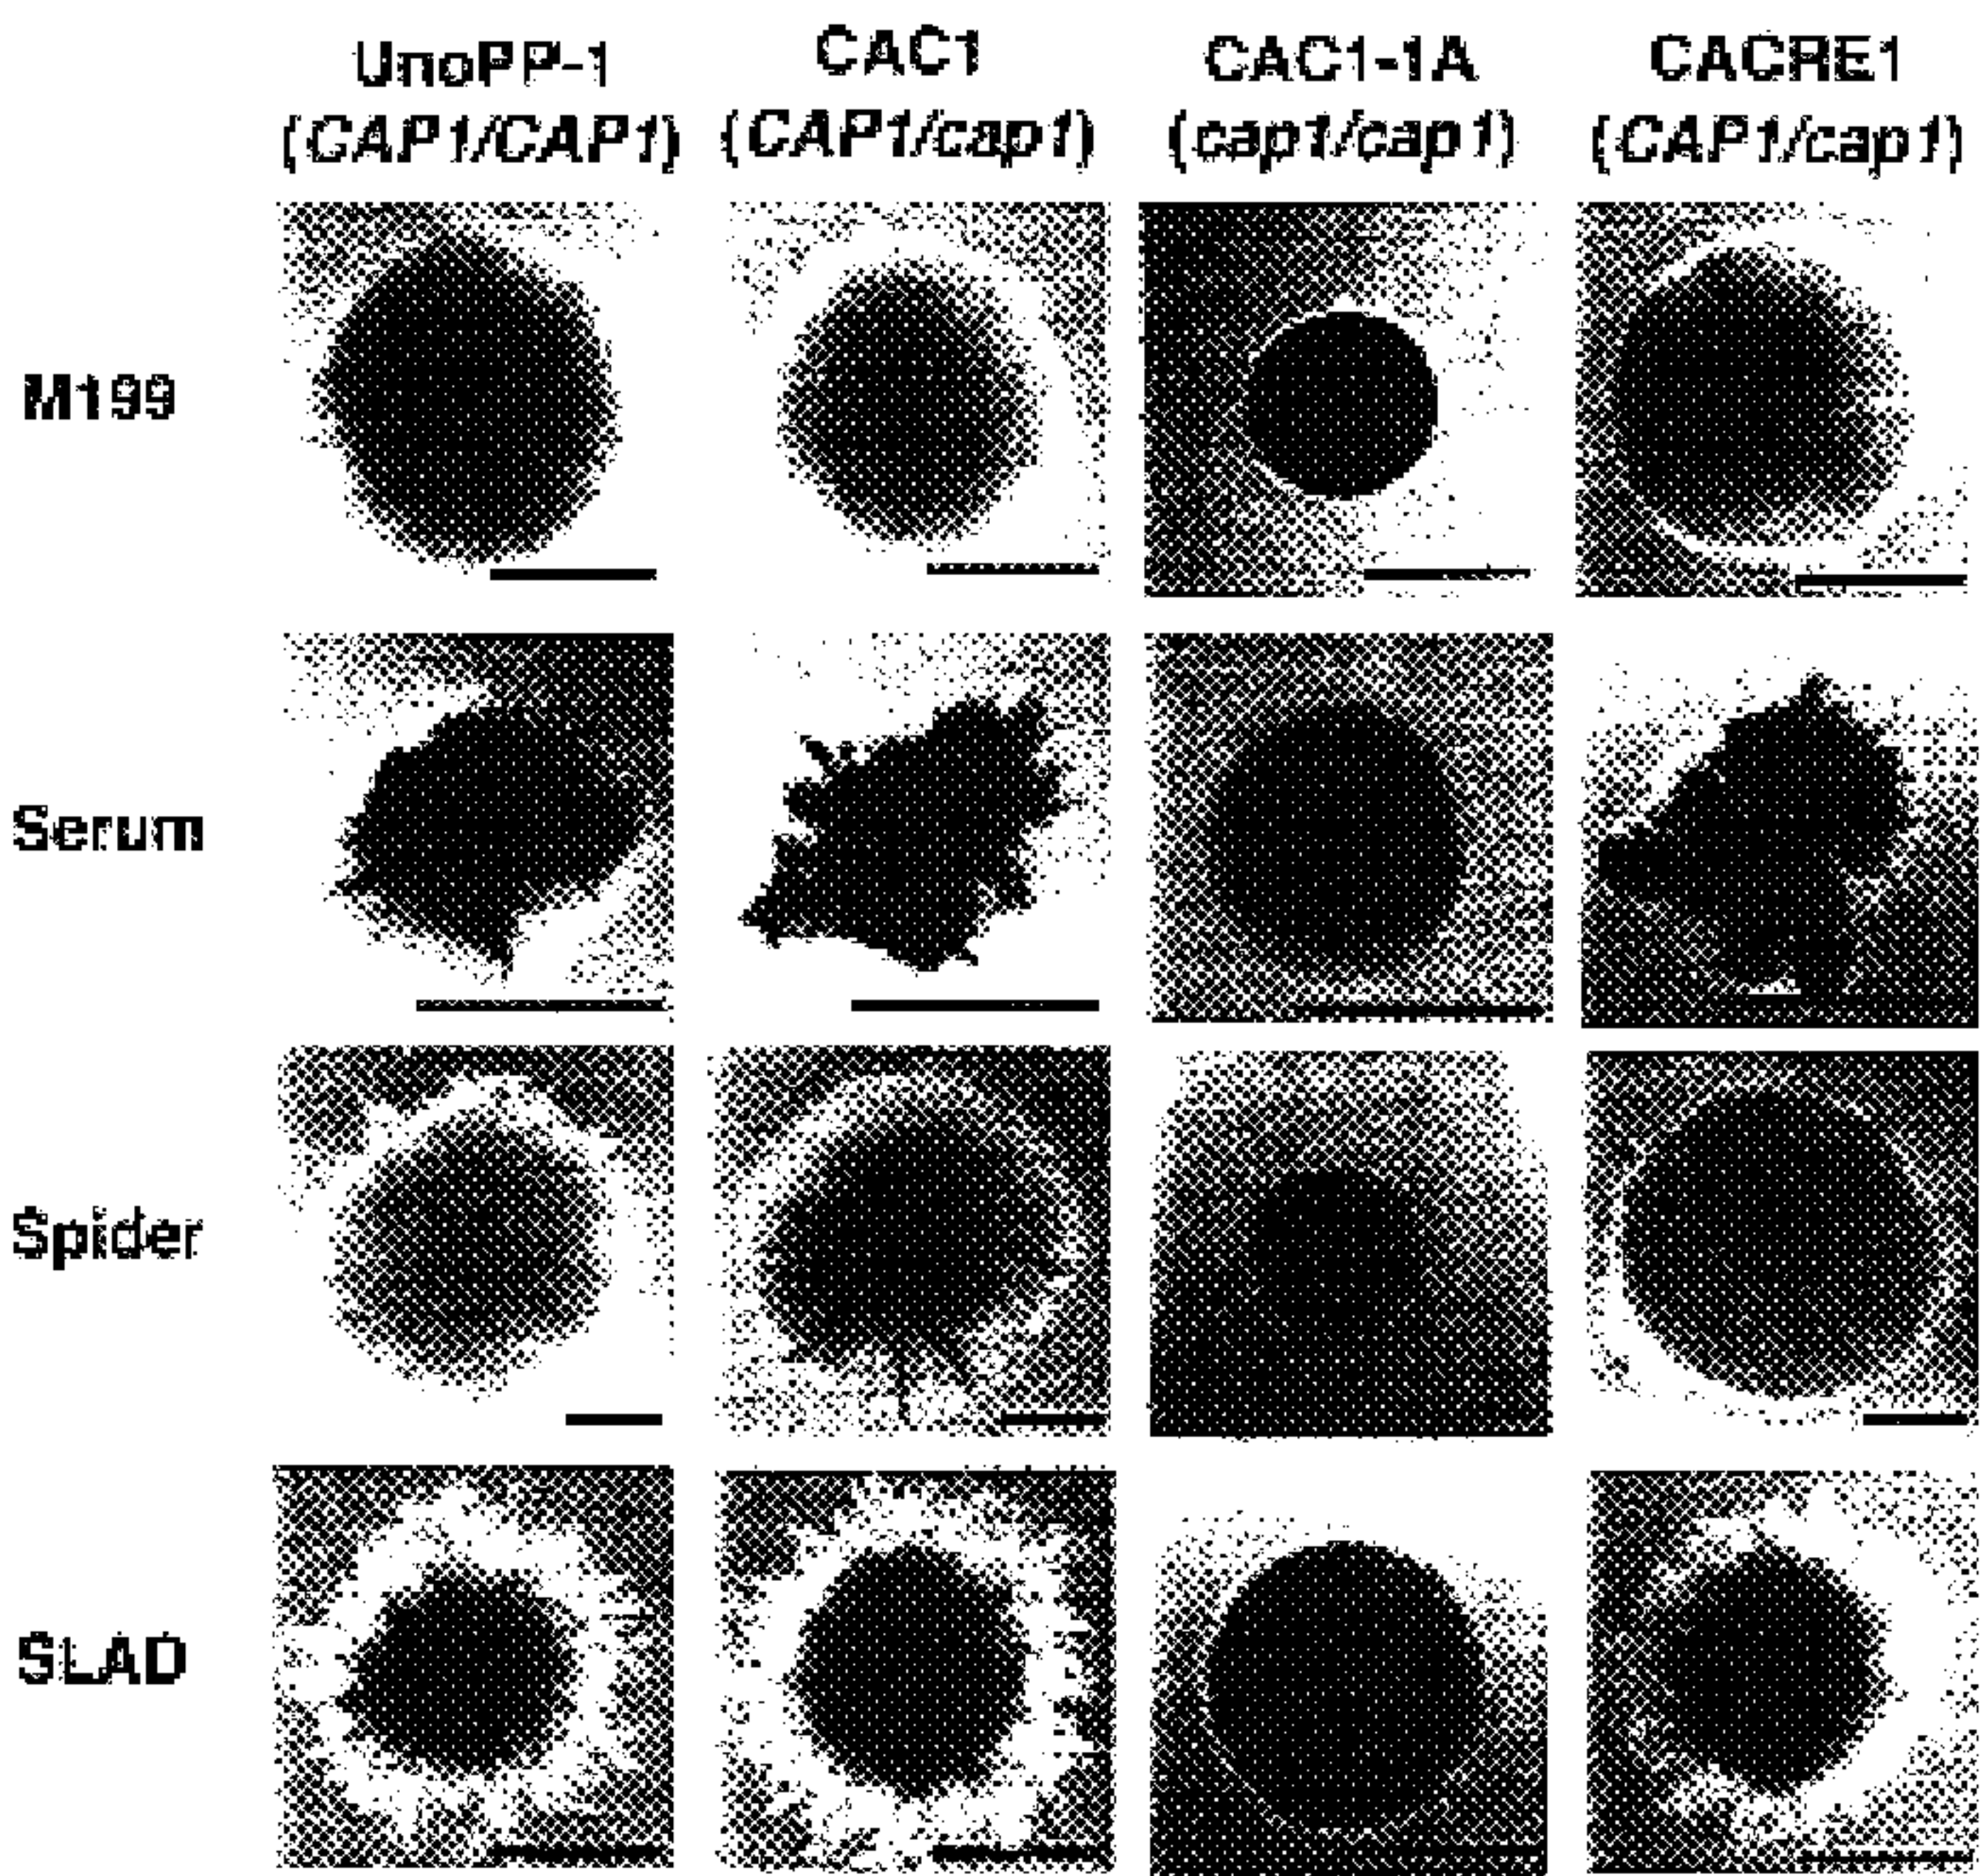 UnoPP-1 CAC1 CAC1-1A CACRE1
(CAP1/CAP1) (CAP1/cap1) (cap1/cap1) (CAP1/cap1)
M199
Serum
Spider
SLAD